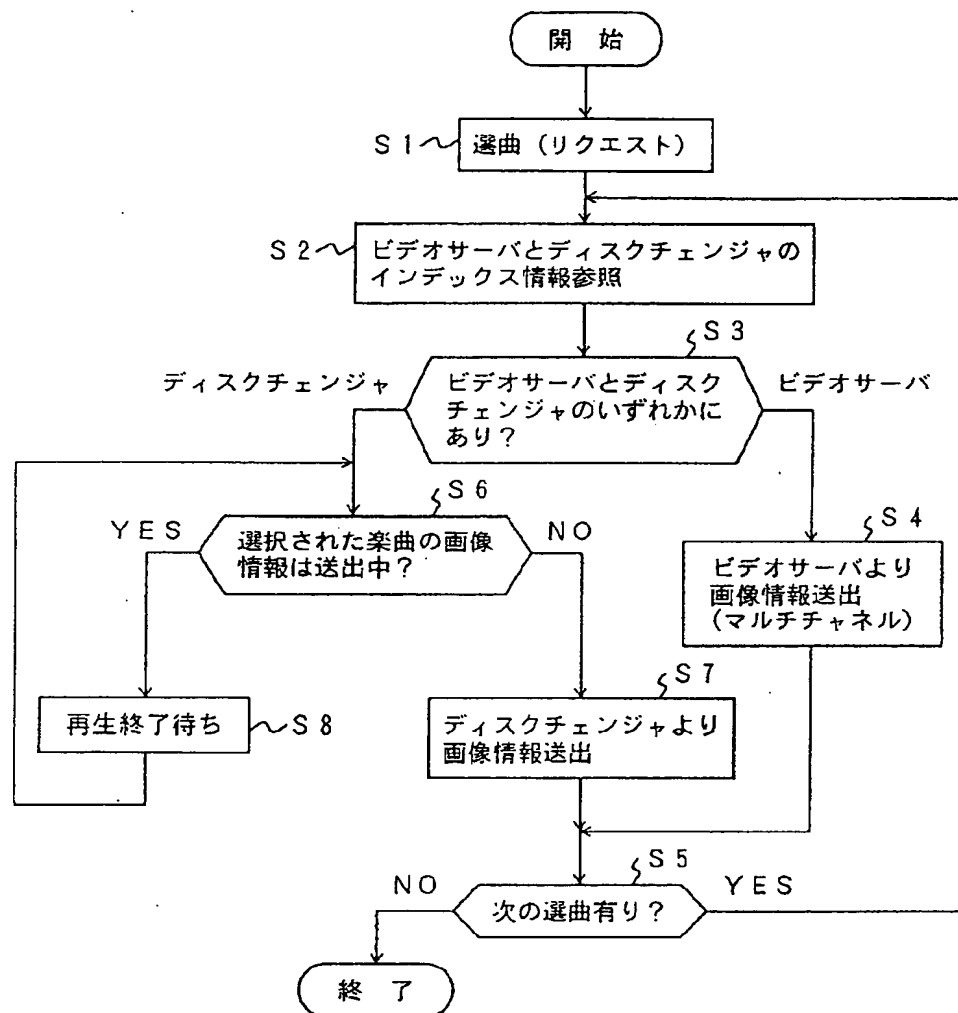 開 始
S1
選曲(リクエスト)
S2
ビデオサーバとディスクチェンジャの
インデックス情報参照
S3
ディスクチェンジャ
ビデオサーバとディスク
チェンジャのいずれかに
あり?
ビデオサーバ
S6
YES
選択された楽曲の画像
情報は送出中?
NO
S4
ビデオサーバより
画像情報送出
(マルチチャネル)
再生終了待ち
S8
S7
ディスクチェンジャより
画像情報送出
S5
NO
次の選曲有り?
YES
終 了